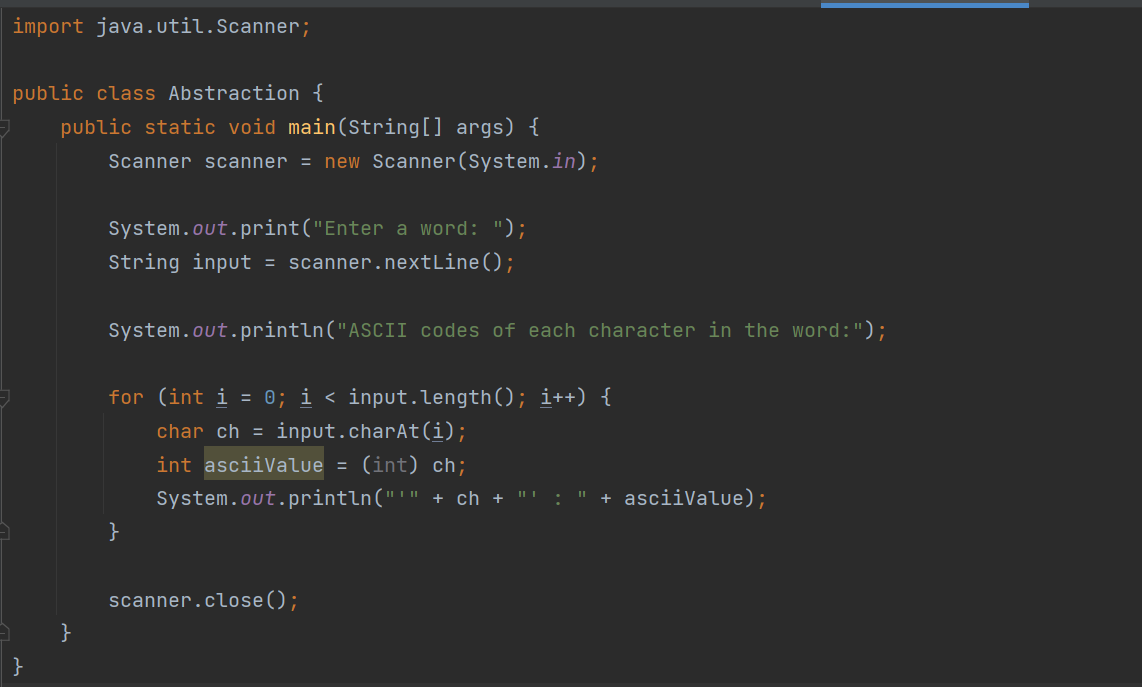 import java.util.Scanner;
public class Abstraction {
public static void main(String[] args) {
Scanner scanner = new Scanner(System.in);
System.out.print("Enter a word: ");
String input = scanner.nextLine();
System.out.println("ASCII codes of each character in the word:");
for (int i = 0; i < input.length(); i++) {
char ch = input.charAt(i);
int asciiValue = (int) ch;
System.out.println("'" + ch + "' : " + asciiValue);
}
scanner.close();
}
}